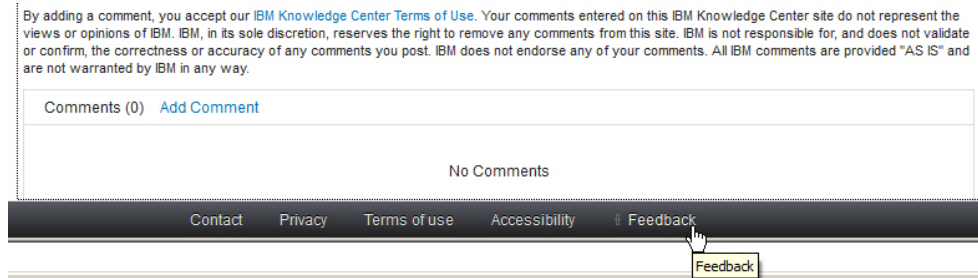 By adding a comment, you accept our IBM Knowledge Center Terms of Use. Your comments entered on this IBM Knowledge Center site do not represent the
views or opinions of IBM. IBM, in its sole discretion, reserves the right to remove any comments from this site. IBM is not responsible for, and does not validate
or confirm, the correctness or accuracy of any comments you post. IBM does not endorse any of your comments. All IBM comments are provided "AS IS" and
are not warranted by IBM in any way.
Comments (0) Add Comment
No Comments
Contact Privacy Terms of use Accessibility Feedback
Feedback